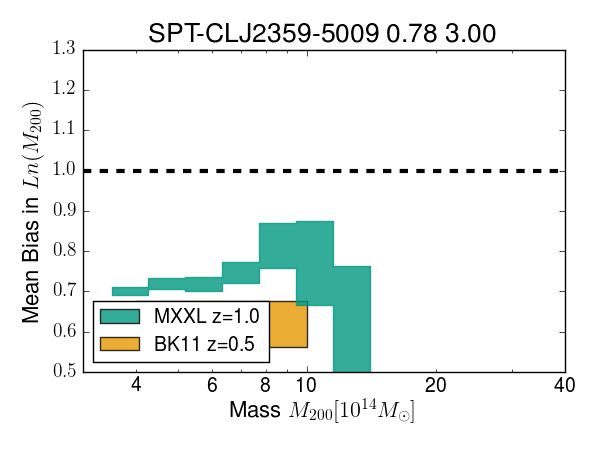 SPT-CLJ2359-5009 0.78 3.00
1.3
1.2
1.1
1.0
0.9
0.8
0.7
0.6
0.5
Mean Bias in Ln(M200)
MXXL z=1.0
BK11 z=0.5
4 6 8 10 20 40
Mass M200[10^14 M⊙]